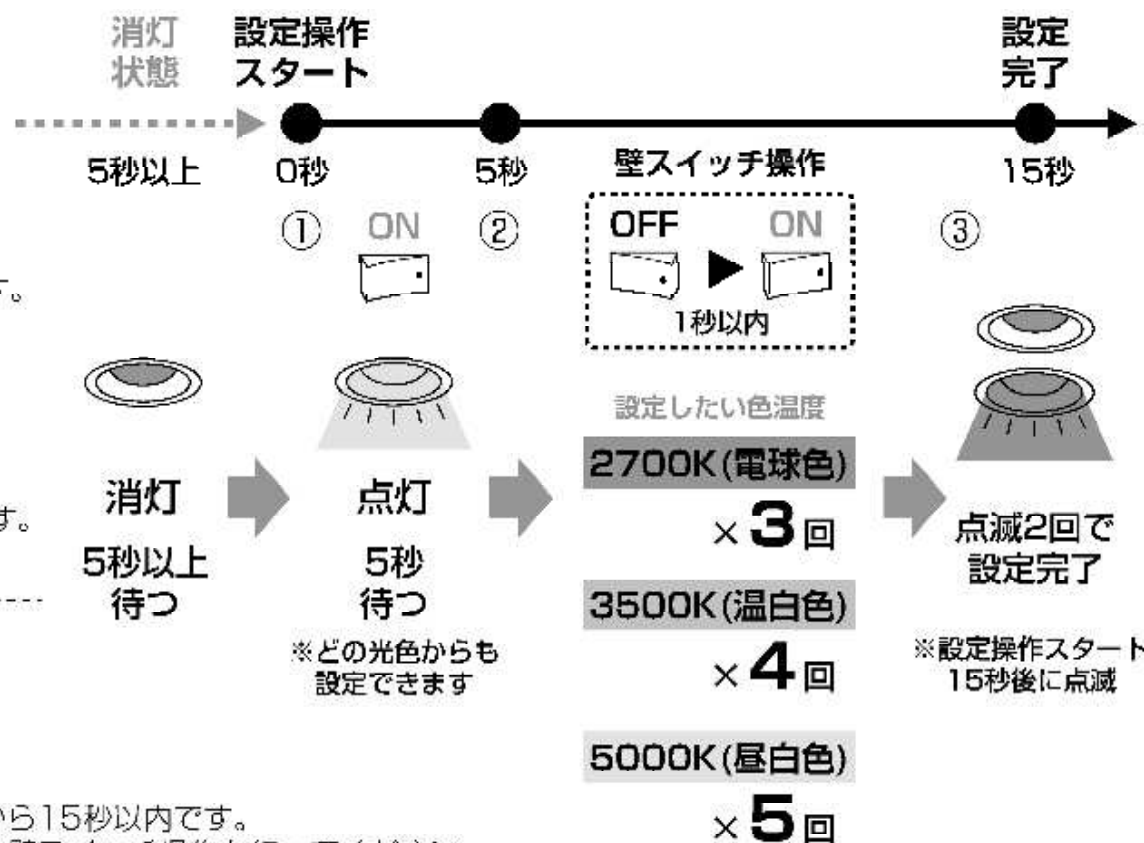 消灯
状態
設定操作
スタート
設定
完了
5秒以上
0秒
5秒
壁スイッチ操作
15秒
①
ON
②
OFF
ON
③
1秒以内
す。
設定したい色温度
2700K(電球色)
×3回
消灯
点灯
す。
5秒以上
待つ
5秒
待つ
点滅2回で
設定完了
3500K(温白色)
×4回
※どの光色からも
設定できます
※設定操作スタート
15秒後に点滅
5000K(昼白色)
×5回
から15秒以内です。